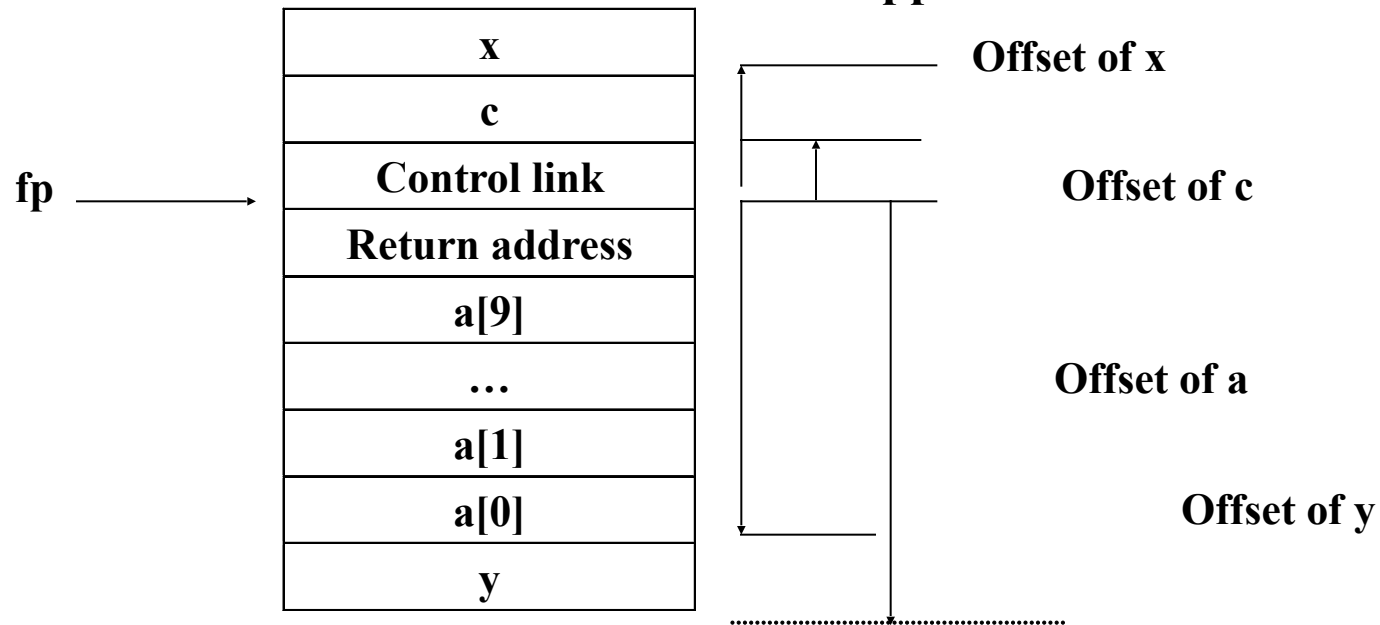 x
Offset of x
c
Control link
fp
Offset of c
Return address
a[9]
…
Offset of a
a[1]
a[0]
Offset of y
y